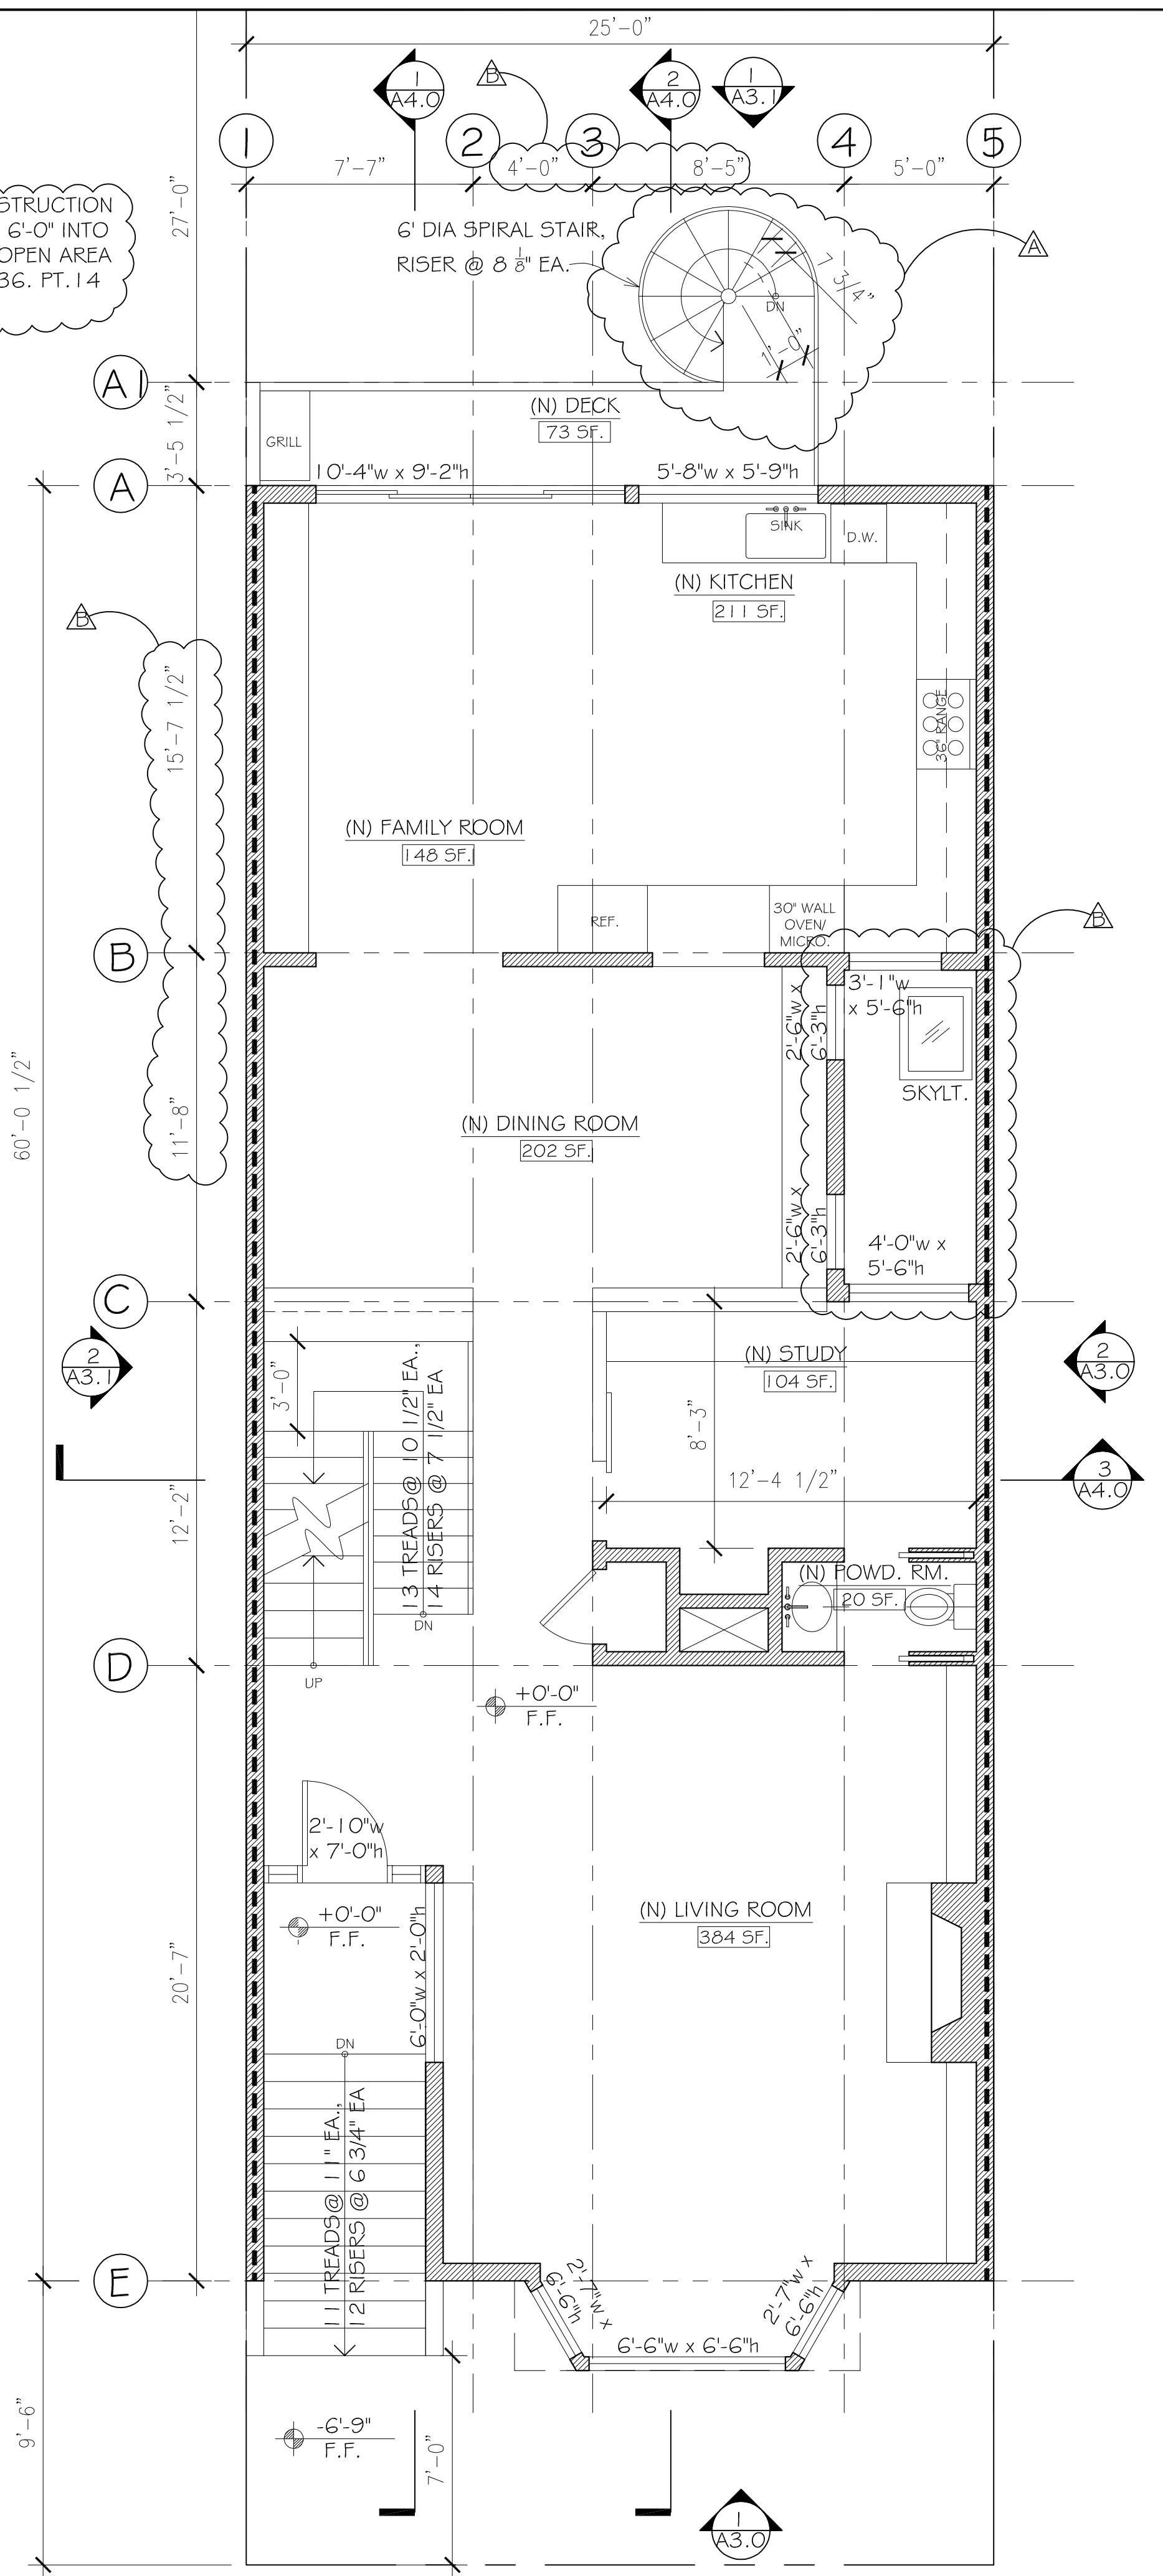 25'-0"
1
A4.0
B
2
A4.0
1
A3.1
1
2
3
4
5
7'-7"
4'-0"
8'-5"
5'-0"
STRUCTION
6'-0" INTO
OPEN AREA
36. PT.14
27'-0"
6' DIA SPIRAL STAIR,
RISER @ 8 1/8" EA.
7 3/4"
DN
1'-0"
A
A1
3'-5 1/2"
(N) DECK
73 SF.
GRILL
10'-4"w x 9'-2"h
5'-8"w x 5'-9"h
A
SINK
D.W.
(N) KITCHEN
211 SF.
B
15'-7 1/2"
36" RANGE
(N) FAMILY ROOM
148 SF.
REF.
30" WALL
OVEN/
MICRO.
B
B
3'-1"w
x 5'-6"h
2'-6"w x
6'-3"h
SKYLT.
60'-0 1/2"
11'-8"
(N) DINING ROOM
202 SF.
2'-6"w x
6'-3"h
4'-0"w x
5'-6"h
C
2
A3.1
3'-0"
13 TREADS@ 10 1/2" EA.,
14 RISERS @ 7 1/2" EA
(N) STUDY
104 SF.
8'-3"
2
A3.0
12'-4 1/2"
3
A4.0
12'-2"
(N) POWD. RM.
20 SF.
DN
D
UP
+0'-0"
F.F.
2'-10"w
x 7'-0"h
+0'-0"
F.F.
6'-0"w x 2'-0"h
(N) LIVING ROOM
384 SF.
20'-7"
DN
11 TREADS@ 11" EA.,
12 RISERS @ 6 3/4" EA
E
2'-7"w x
6'-6"h
2'-7"w x
6'-6"h
6'-6"w x 6'-6"h
9'-6"
-6'-9"
F.F.
7'-0"
1
A3.0